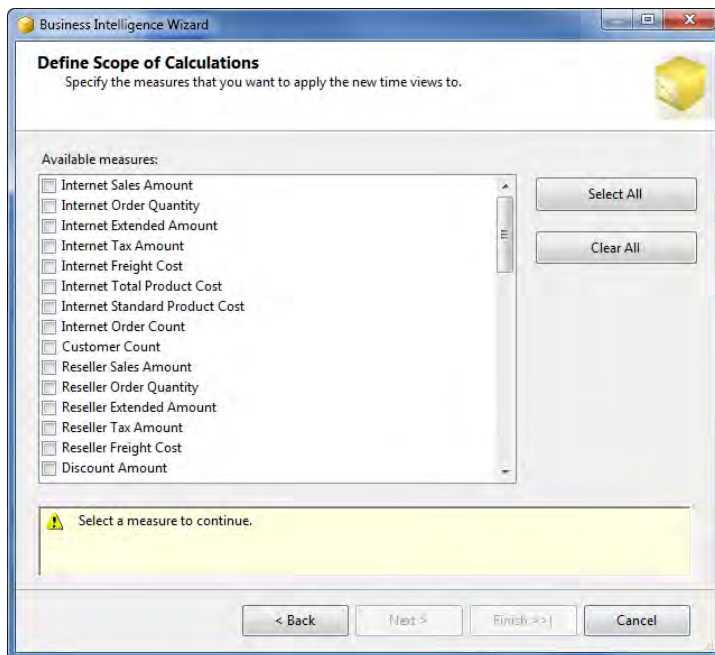 Business Intelligence Wizard
Define Scope of Calculations
Specify the measures that you want to apply the new time views to.
Available measures:
Internet Sales Amount
Internet Order Quantity
Internet Extended Amount
Internet Tax Amount
Internet Freight Cost
Internet Total Product Cost
Internet Standard Product Cost
Internet Order Count
Customer Count
Reseller Sales Amount
Reseller Order Quantity
Reseller Extended Amount
Reseller Tax Amount
Reseller Freight Cost
Discount Amount
Select All
Clear All
Select a measure to continue.
< Back Next > Finish >>| Cancel